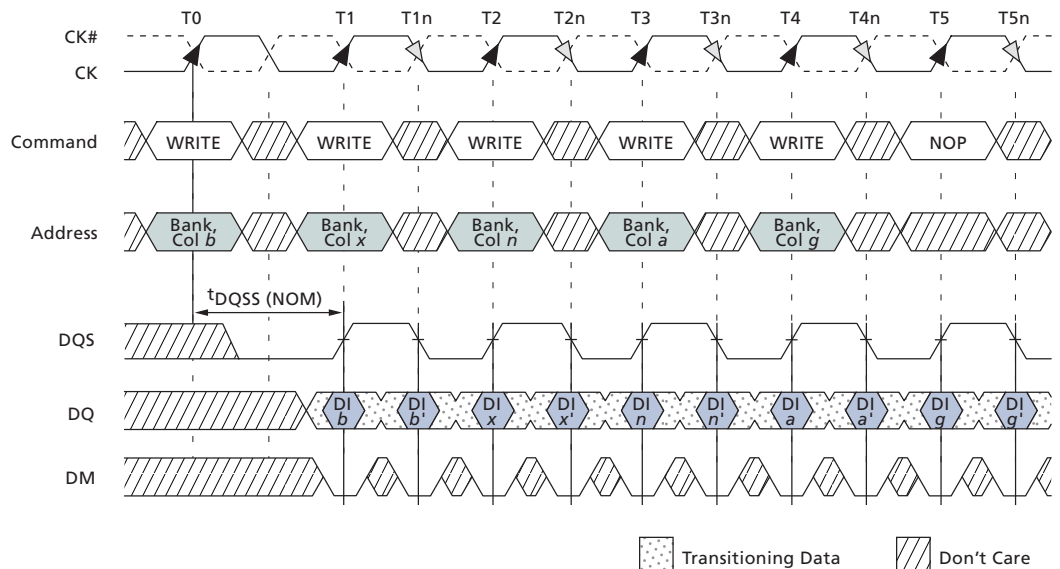 T0 T1 T1n T2 T2n T3 T3n T4 T4n T5 T5n
CK#
CK
Command WRITE WRITE WRITE WRITE WRITE NOP
Address Bank, Col b Bank, Col x Bank, Col n Bank, Col a Bank, Col g
tDQSS (NOM)
DQS
DQ DI b DI b' DI x DI x' DI n DI n' DI a DI a' DI g DI g'
DM
Transitioning Data Don't Care